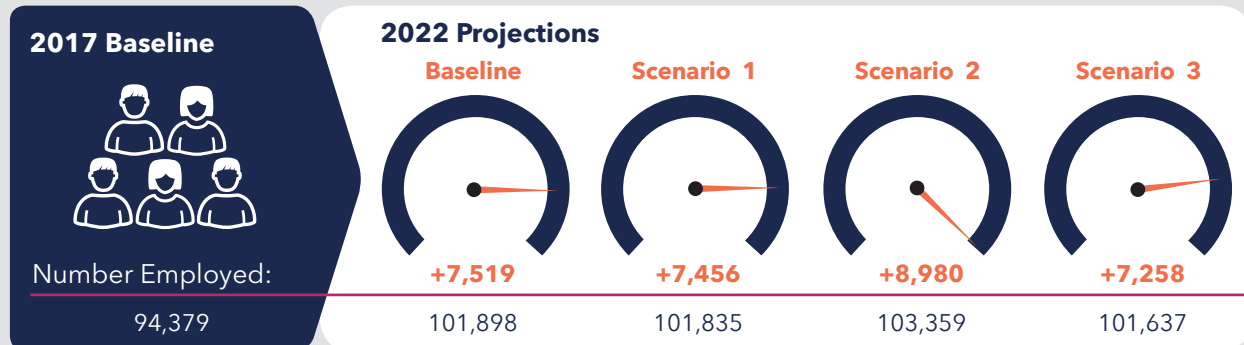 2017 Baseline
Number Employed:
94,379
2022 Projections
Baseline
Scenario 1
Scenario 2
Scenario 3
+7,519
+7,456
+8,980
+7,258
101,898
101,835
103,359
101,637